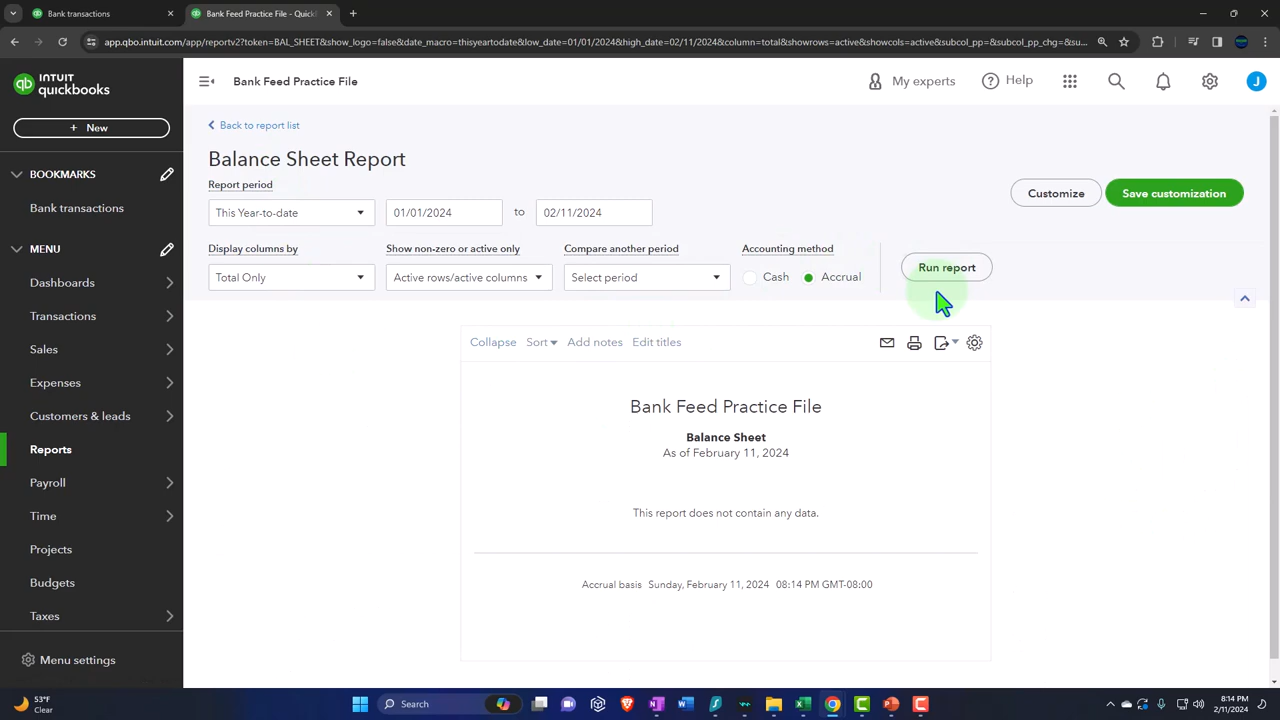 Bank transactions
Balance Sheet Report - Quick
app.qbo.intuit.com/app/reportv2?token=BAL_SHEET&show_logo=false&date_macro=thisyeartodate&low_date=01/01/2024&high_date=02/11/2024&column=total&showrows=active&showcols=active&subcol_pp=&subcol_pp_chg=&su...
INTUIT
quickbooks
Bank Feed Practice File
My experts
Help
J
+ New
Back to report list
BOOKMARKS
Balance Sheet Report
Report period
Customize
Save customization
Bank transactions
This Year-to-date
01/01/2024
to
02/11/2024
MENU
Display columns by
Show non-zero or active only
Compare another period
Accounting method
Total Only
Active rows/active columns
Select period
Cash
Accrual
Run report
Dashboards
Transactions
Sales
Expenses
Customers & leads
Reports
Payroll
Time
Projects
Budgets
Taxes
Menu settings
Collapse
Sort
Add notes
Edit titles
Bank Feed Practice File
Balance Sheet
As of February 11, 2024
This report does not contain any data.
Accrual basis Sunday, February 11, 2024 08:14 PM GMT-08:00
53°F
Clear
Search
8:14 PM
2/11/2024